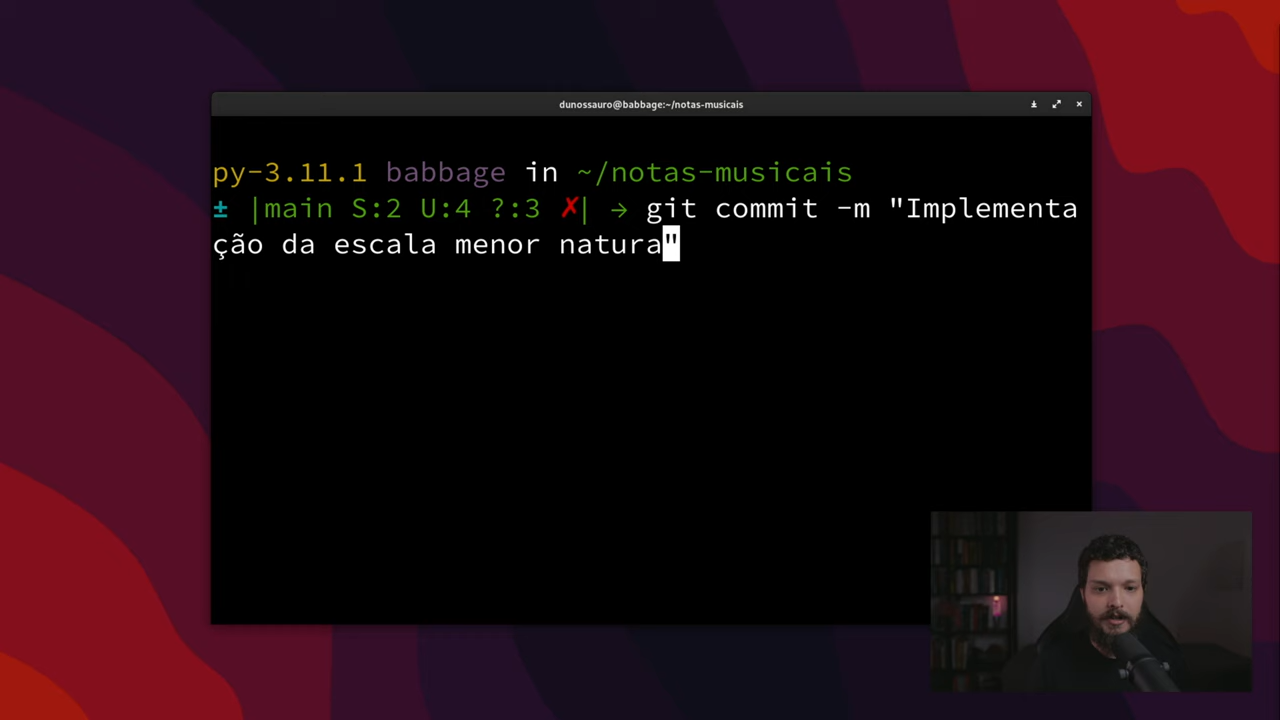 dunossauro@babbage:~/notas-musicais
py-3.11.1 babbage in ~/notas-musicais
± |main S:2 U:4 ?:3 ✗| → git commit -m "Implementa
ção da escala menor natura"